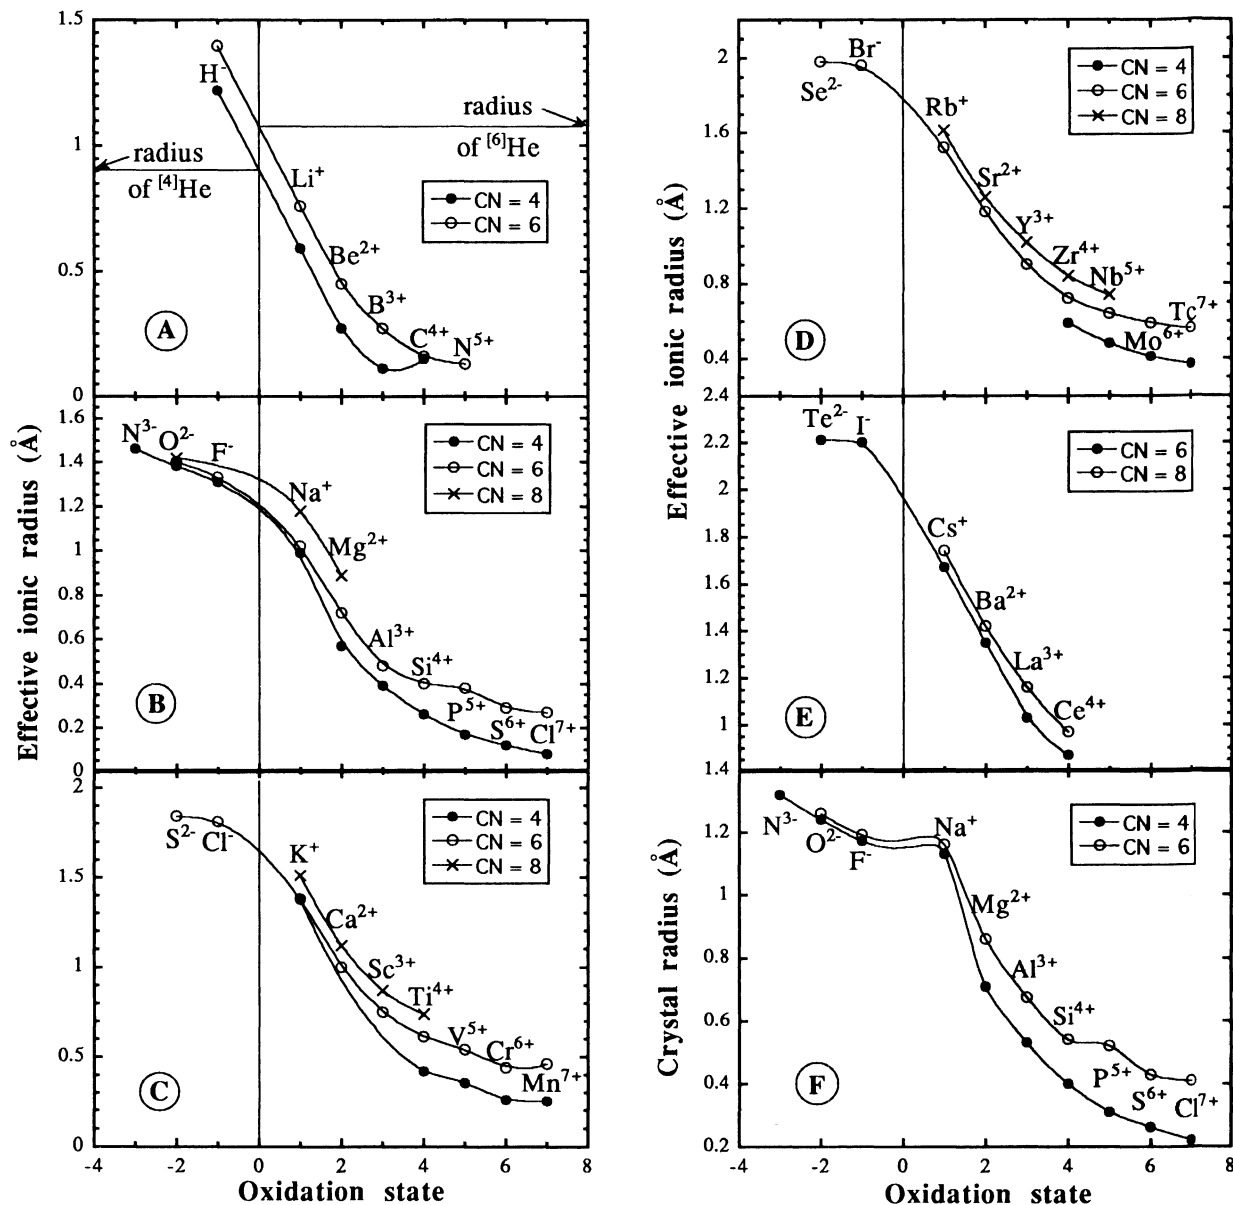 Effective ionic radius (Å)
1.5
1
0.5
0
H⁻
radius
of [6]He
radius
of [4]He
Li⁺
Be²⁺
B³⁺
C⁴⁺
N⁵⁺
CN = 4
CN = 6
A
1.6
1.4
1.2
1
0.8
0.6
0.4
0.2
0
N³⁻
O²⁻
F⁻
Na⁺
Mg²⁺
Al³⁺
Si⁴⁺
P⁵⁺
S⁶⁺
Cl⁷⁺
CN = 4
CN = 6
CN = 8
B
2
1.5
1
0.5
0
S²⁻
Cl⁻
K⁺
Ca²⁺
Sc³⁺
Ti⁴⁺
V⁵⁺
Cr⁶⁺
Mn⁷⁺
CN = 4
CN = 6
CN = 8
C
-4 -2 0 2 4 6 8
Oxidation state
Effective ionic radius (Å)
2
1.6
1.2
0.8
0.4
Se²⁻
Br⁻
Rb⁺
Sr²⁺
Y³⁺
Zr⁴⁺
Nb⁵⁺
Mo⁶⁺
Tc⁷⁺
CN = 4
CN = 6
CN = 8
D
2.4
2.2
2
1.8
1.6
1.4
1.2
1
Te²⁻
I⁻
Cs⁺
Ba²⁺
La³⁺
Ce⁴⁺
CN = 6
CN = 8
E
Crystal radius (Å)
1.4
1.2
1
0.8
0.6
0.4
0.2
N³⁻
O²⁻
F⁻
Na⁺
Mg²⁺
Al³⁺
Si⁴⁺
P⁵⁺
S⁶⁺
Cl⁷⁺
CN = 4
CN = 6
F
-4 -2 0 2 4 6 8
Oxidation state